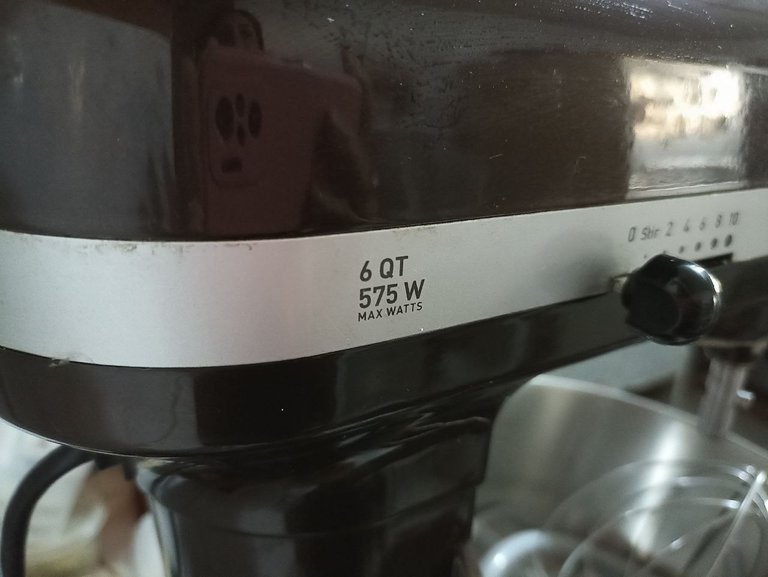 6 QT
575 W
MAX WATTS
0 Stir 2 4 6 8 10